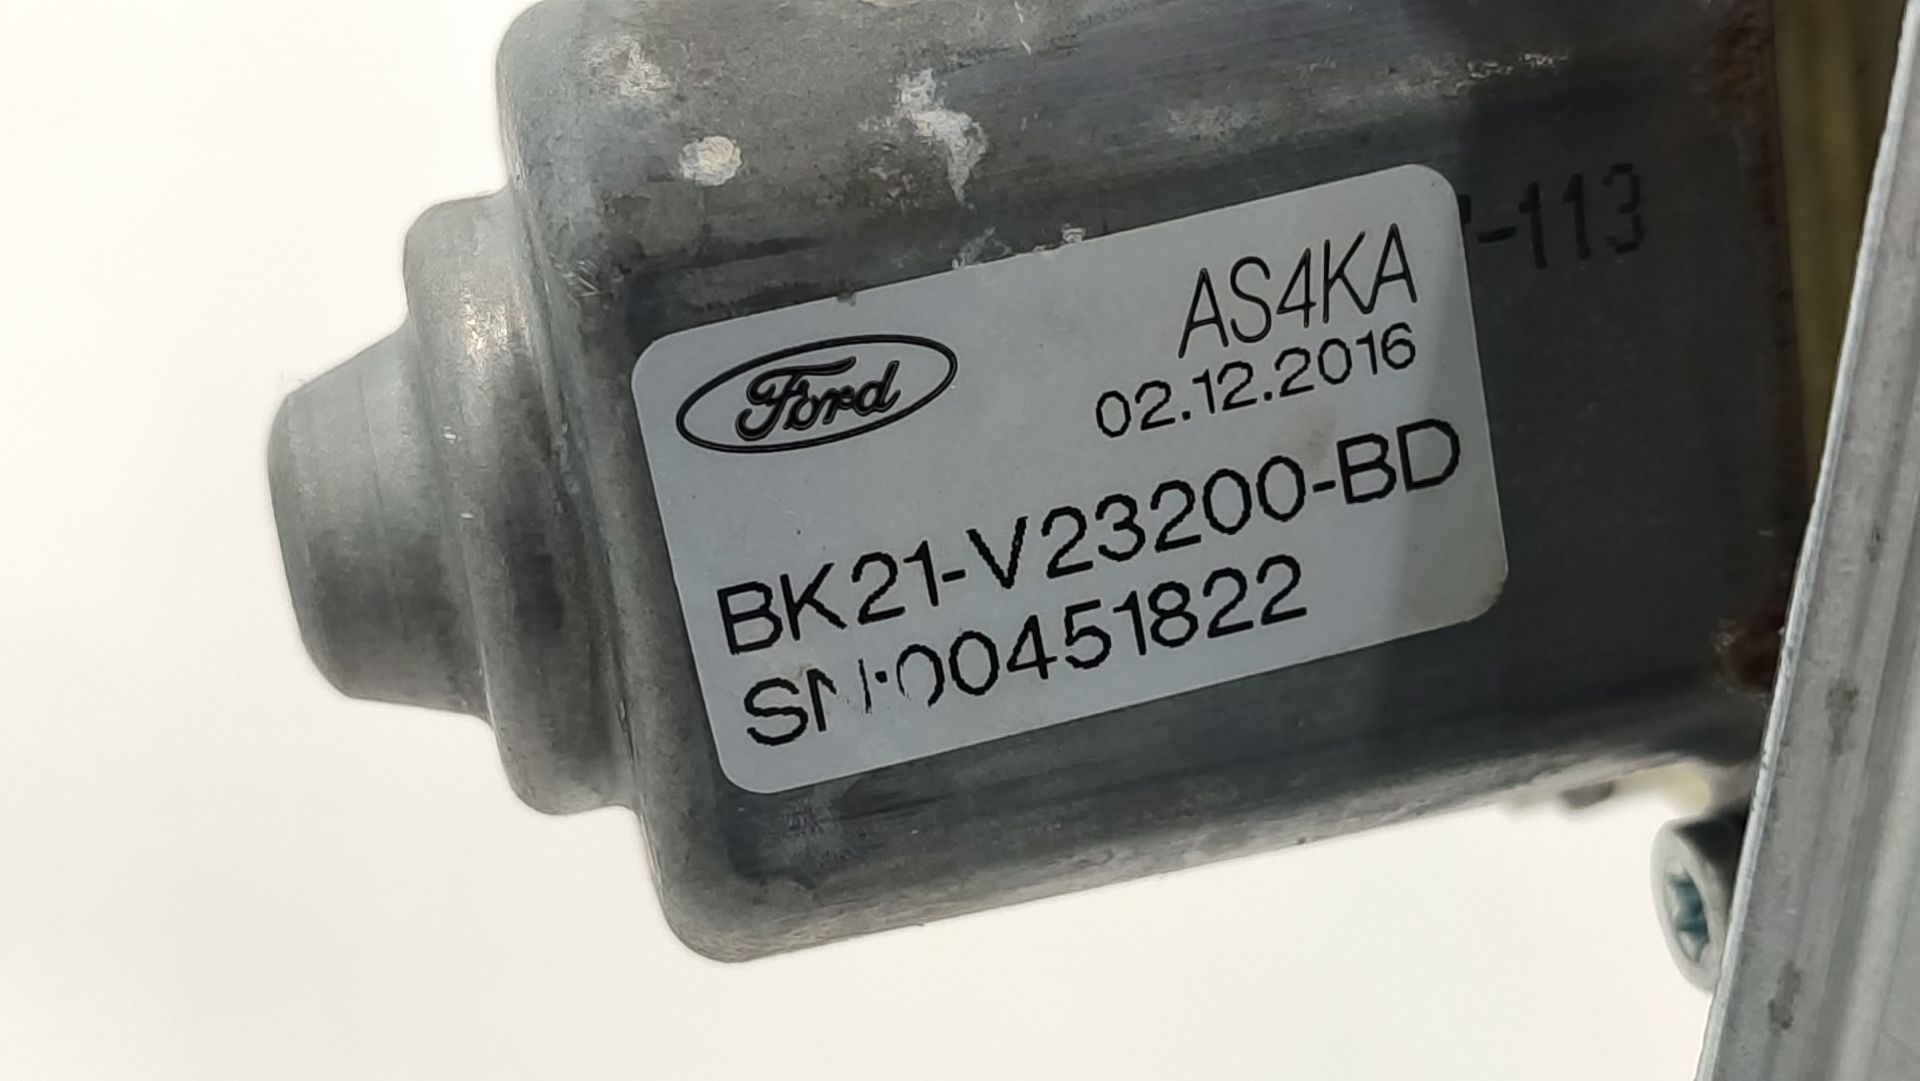 -113
AS4KA
Ford
02.12.2016
BK21-V23200-BD
SN:00451822